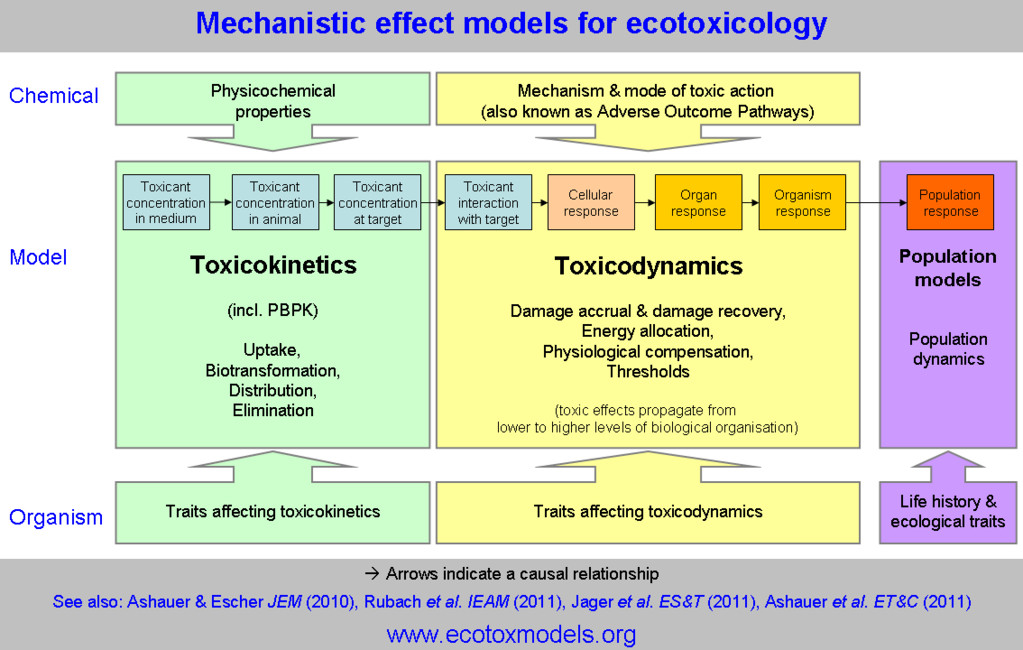 Mechanistic effect models for ecotoxicology
Chemical
Physicochemical
properties
Mechanism & mode of toxic action
(also known as Adverse Outcome Pathways)
Model
Toxicant
concentration
in medium
Toxicant
concentration
in animal
Toxicant
concentration
at target
Toxicant
interaction
with target
Cellular
response
Organ
response
Organism
response
Population
response
Toxicokinetics
(incl. PBPK)
Uptake,
Biotransformation,
Distribution,
Elimination
Toxicodynamics
Damage accrual & damage recovery,
Energy allocation,
Physiological compensation,
Thresholds
(toxic effects propagate from
lower to higher levels of biological organisation)
Population
models
Population
dynamics
Organism
Traits affecting toxicokinetics
Traits affecting toxicodynamics
Life history &
ecological traits
→ Arrows indicate a causal relationship
See also: Ashauer & Escher JEM (2010), Rubach et al. IEAM (2011), Jager et al. ES&T (2011), Ashauer et al. ET&C (2011)
www.ecotoxmodels.org